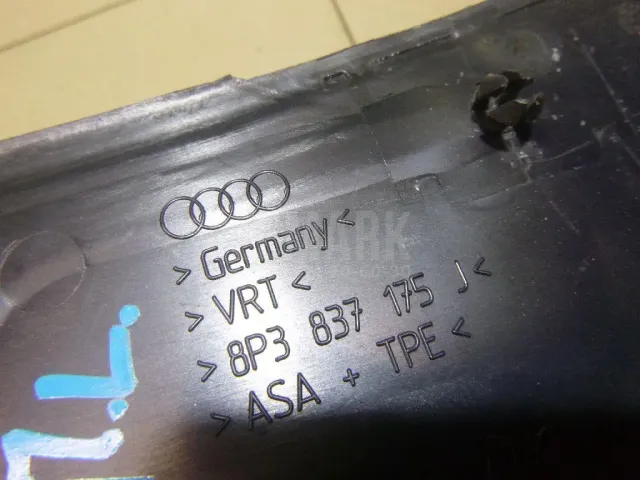 > Germany <
> VRT <
> 8P3 837 175 J <
> ASA + TPE <